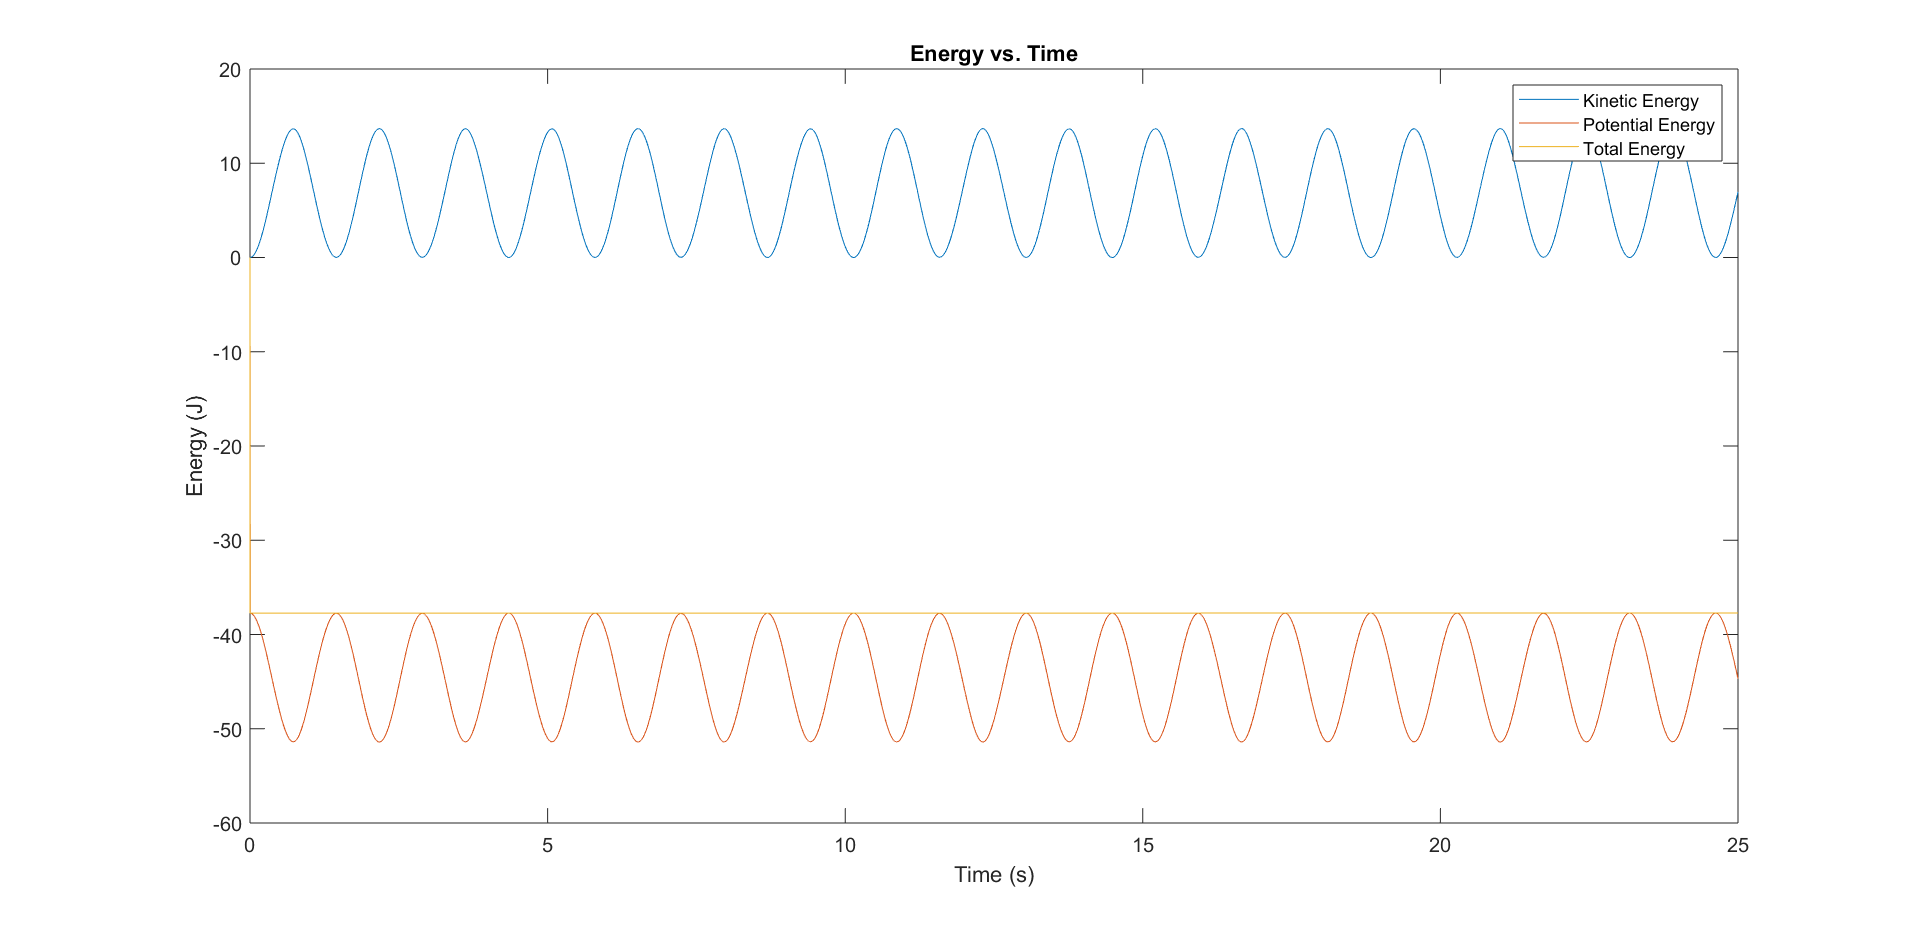 Energy vs. Time
20
10
0
-10
-20
-30
-40
-50
-60
Energy (J)
Kinetic Energy
Potential Energy
Total Energy
0 5 10 15 20 25
Time (s)